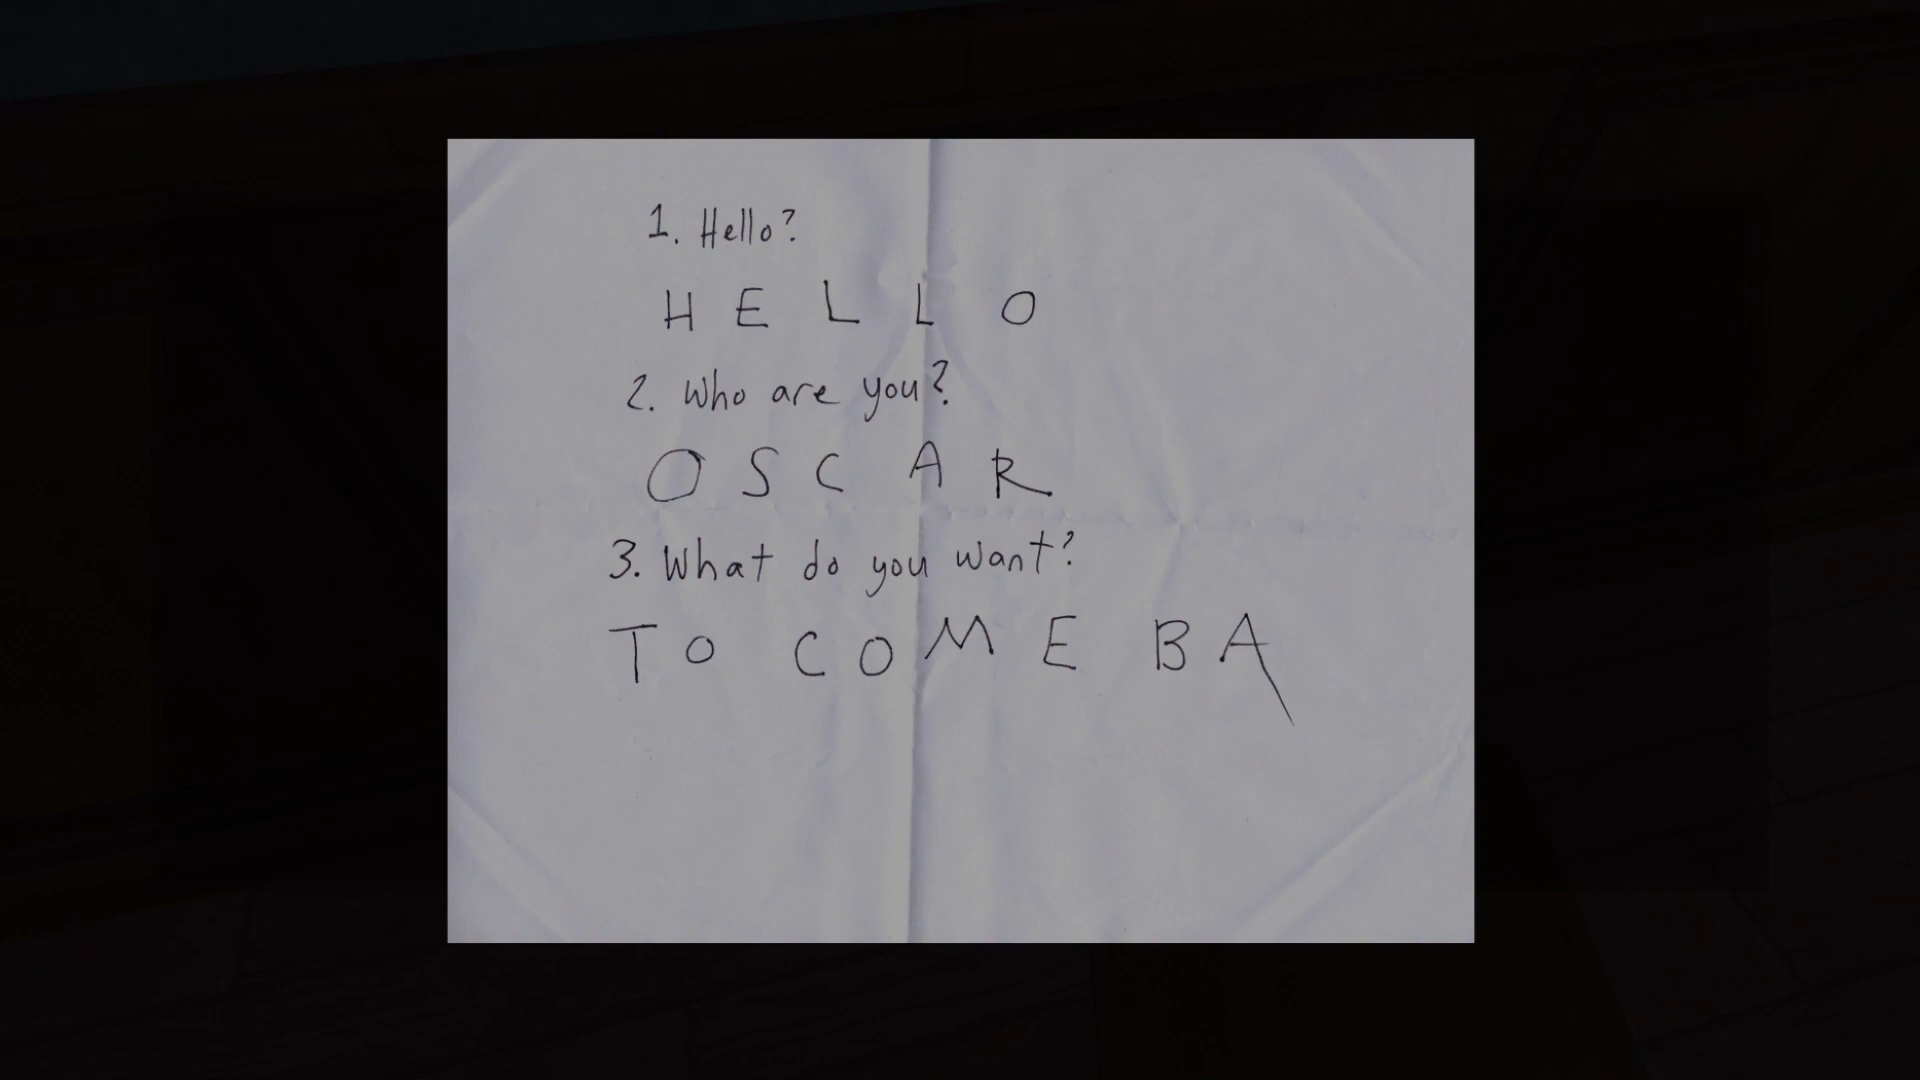 1. Hello?
H E L L O
2. Who are you?
O S C A R
3. What do you want?
T O C O M E B A